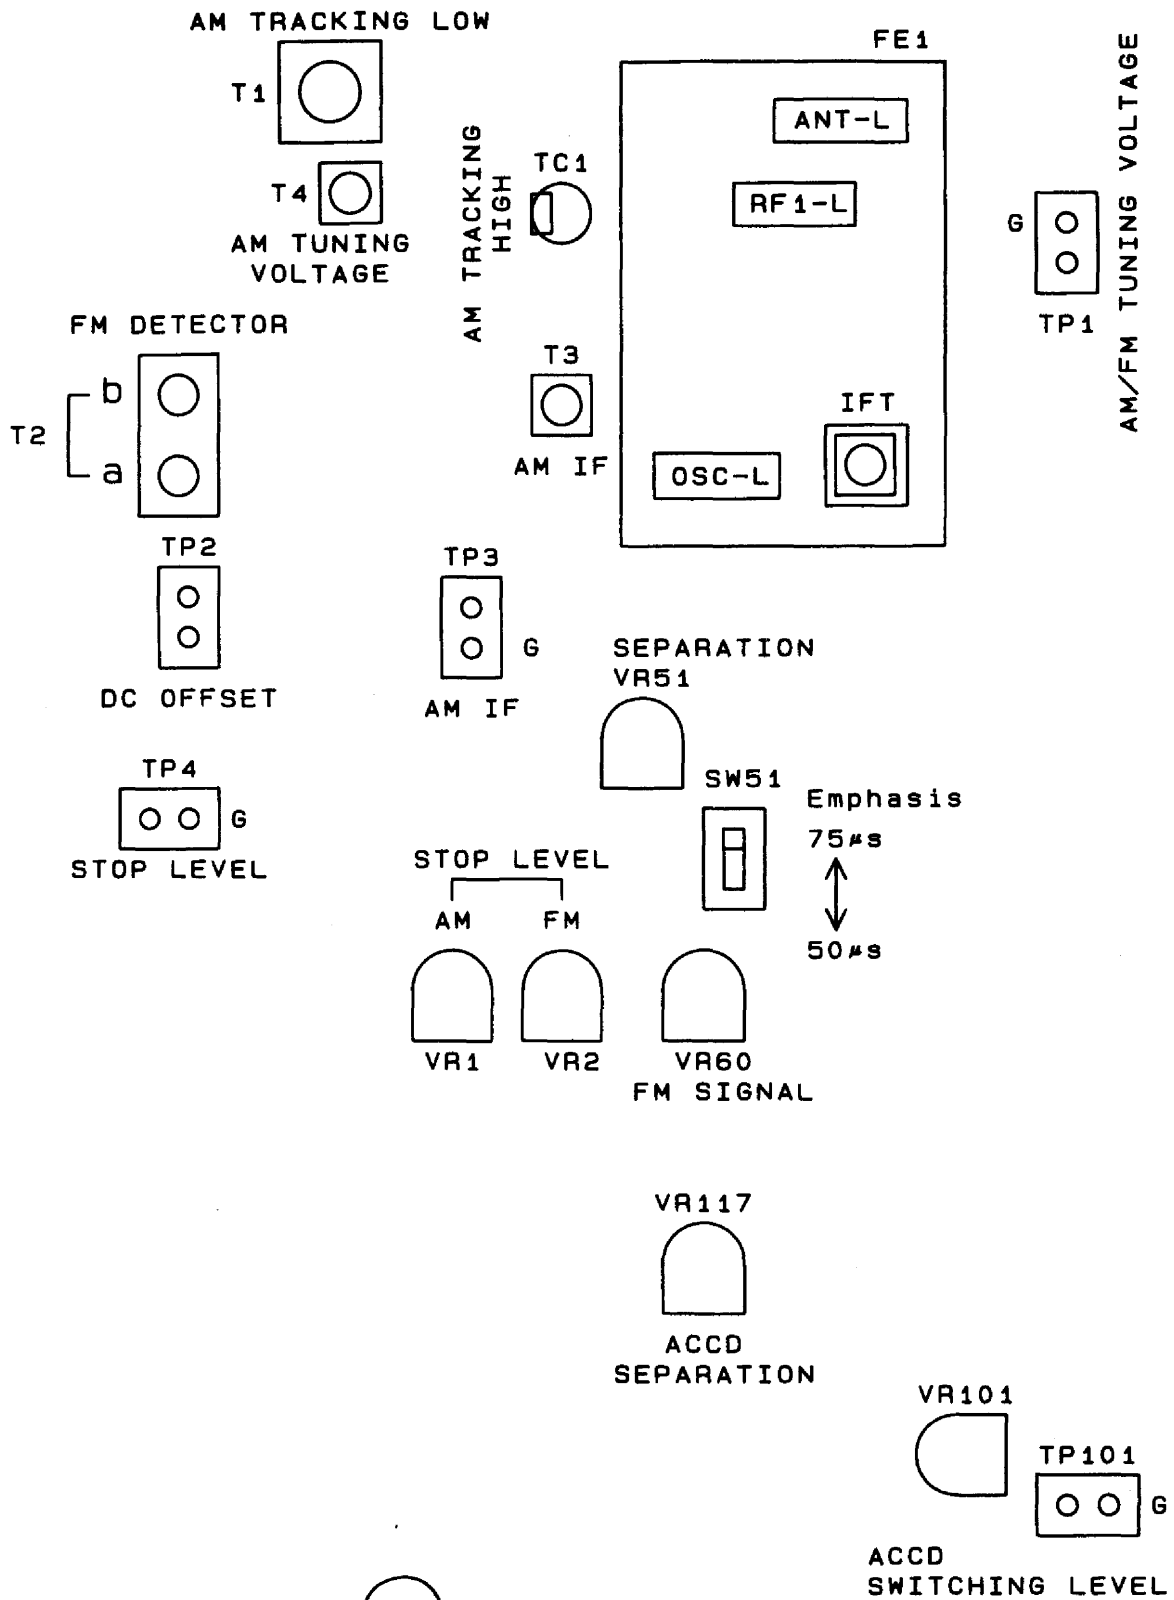 AM TRACKING LOW
T1
T4
AM TUNING
VOLTAGE
AM TRACKING
HIGH
TC1
FE1
ANT-L
RF1-L
AM/FM TUNING VOLTAGE
G
TP1
FM DETECTOR
T2
b
a
T3
AM IF
IFT
OSC-L
TP2
DC OFFSET
TP3
G
AM IF
SEPARATION
VR51
TP4
G
STOP LEVEL
SW51
Emphasis
75μs
50μs
STOP LEVEL
AM
FM
VR1
VR2
VR60
FM SIGNAL
VR117
ACCD
SEPARATION
VR101
TP101
G
ACCD
SWITCHING LEVEL